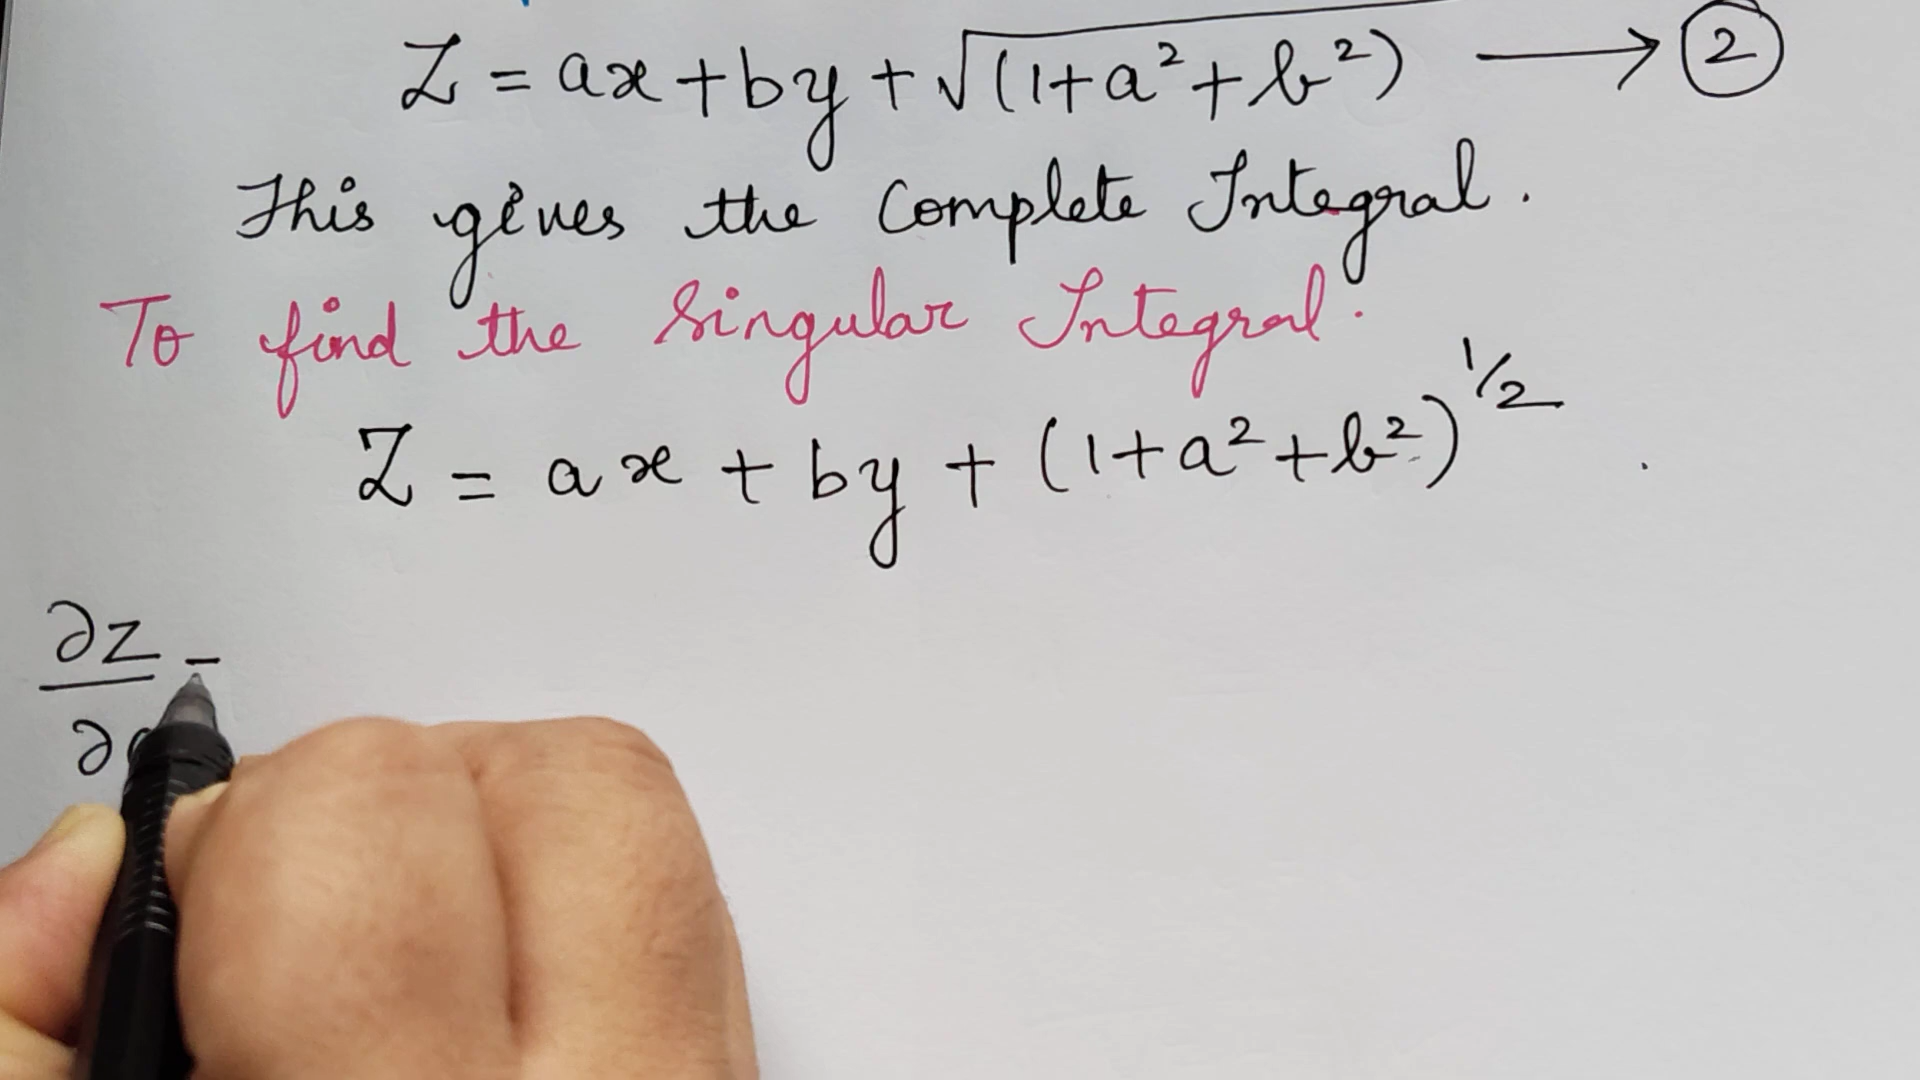 Z = ax + by + √(1+a²+b²) ⟶ ②
This gives the Complete Integral.
To find the Singular Integral.
Z = ax + by + (1+a²+b²)^1/2
∂z
∂